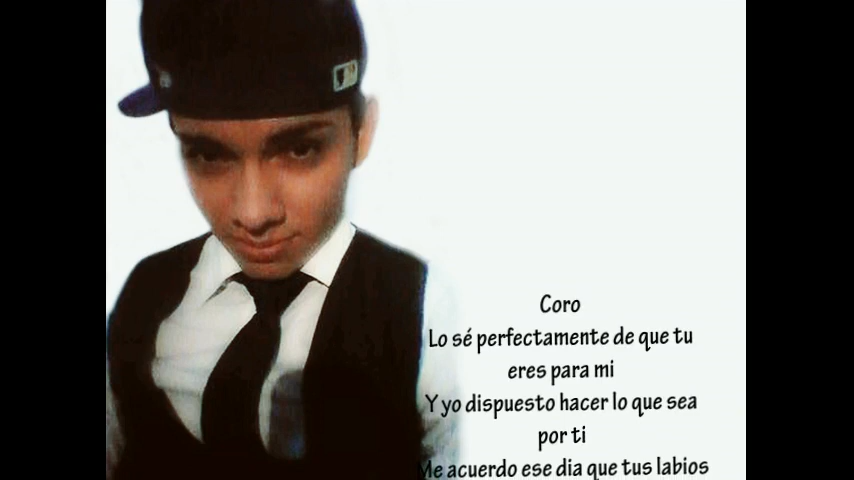 Coro
Lo sé perfectamente de que tu
eres para mi
Y yo dispuesto hacer lo que sea
por ti
Me acuerdo ese dia que tus labios